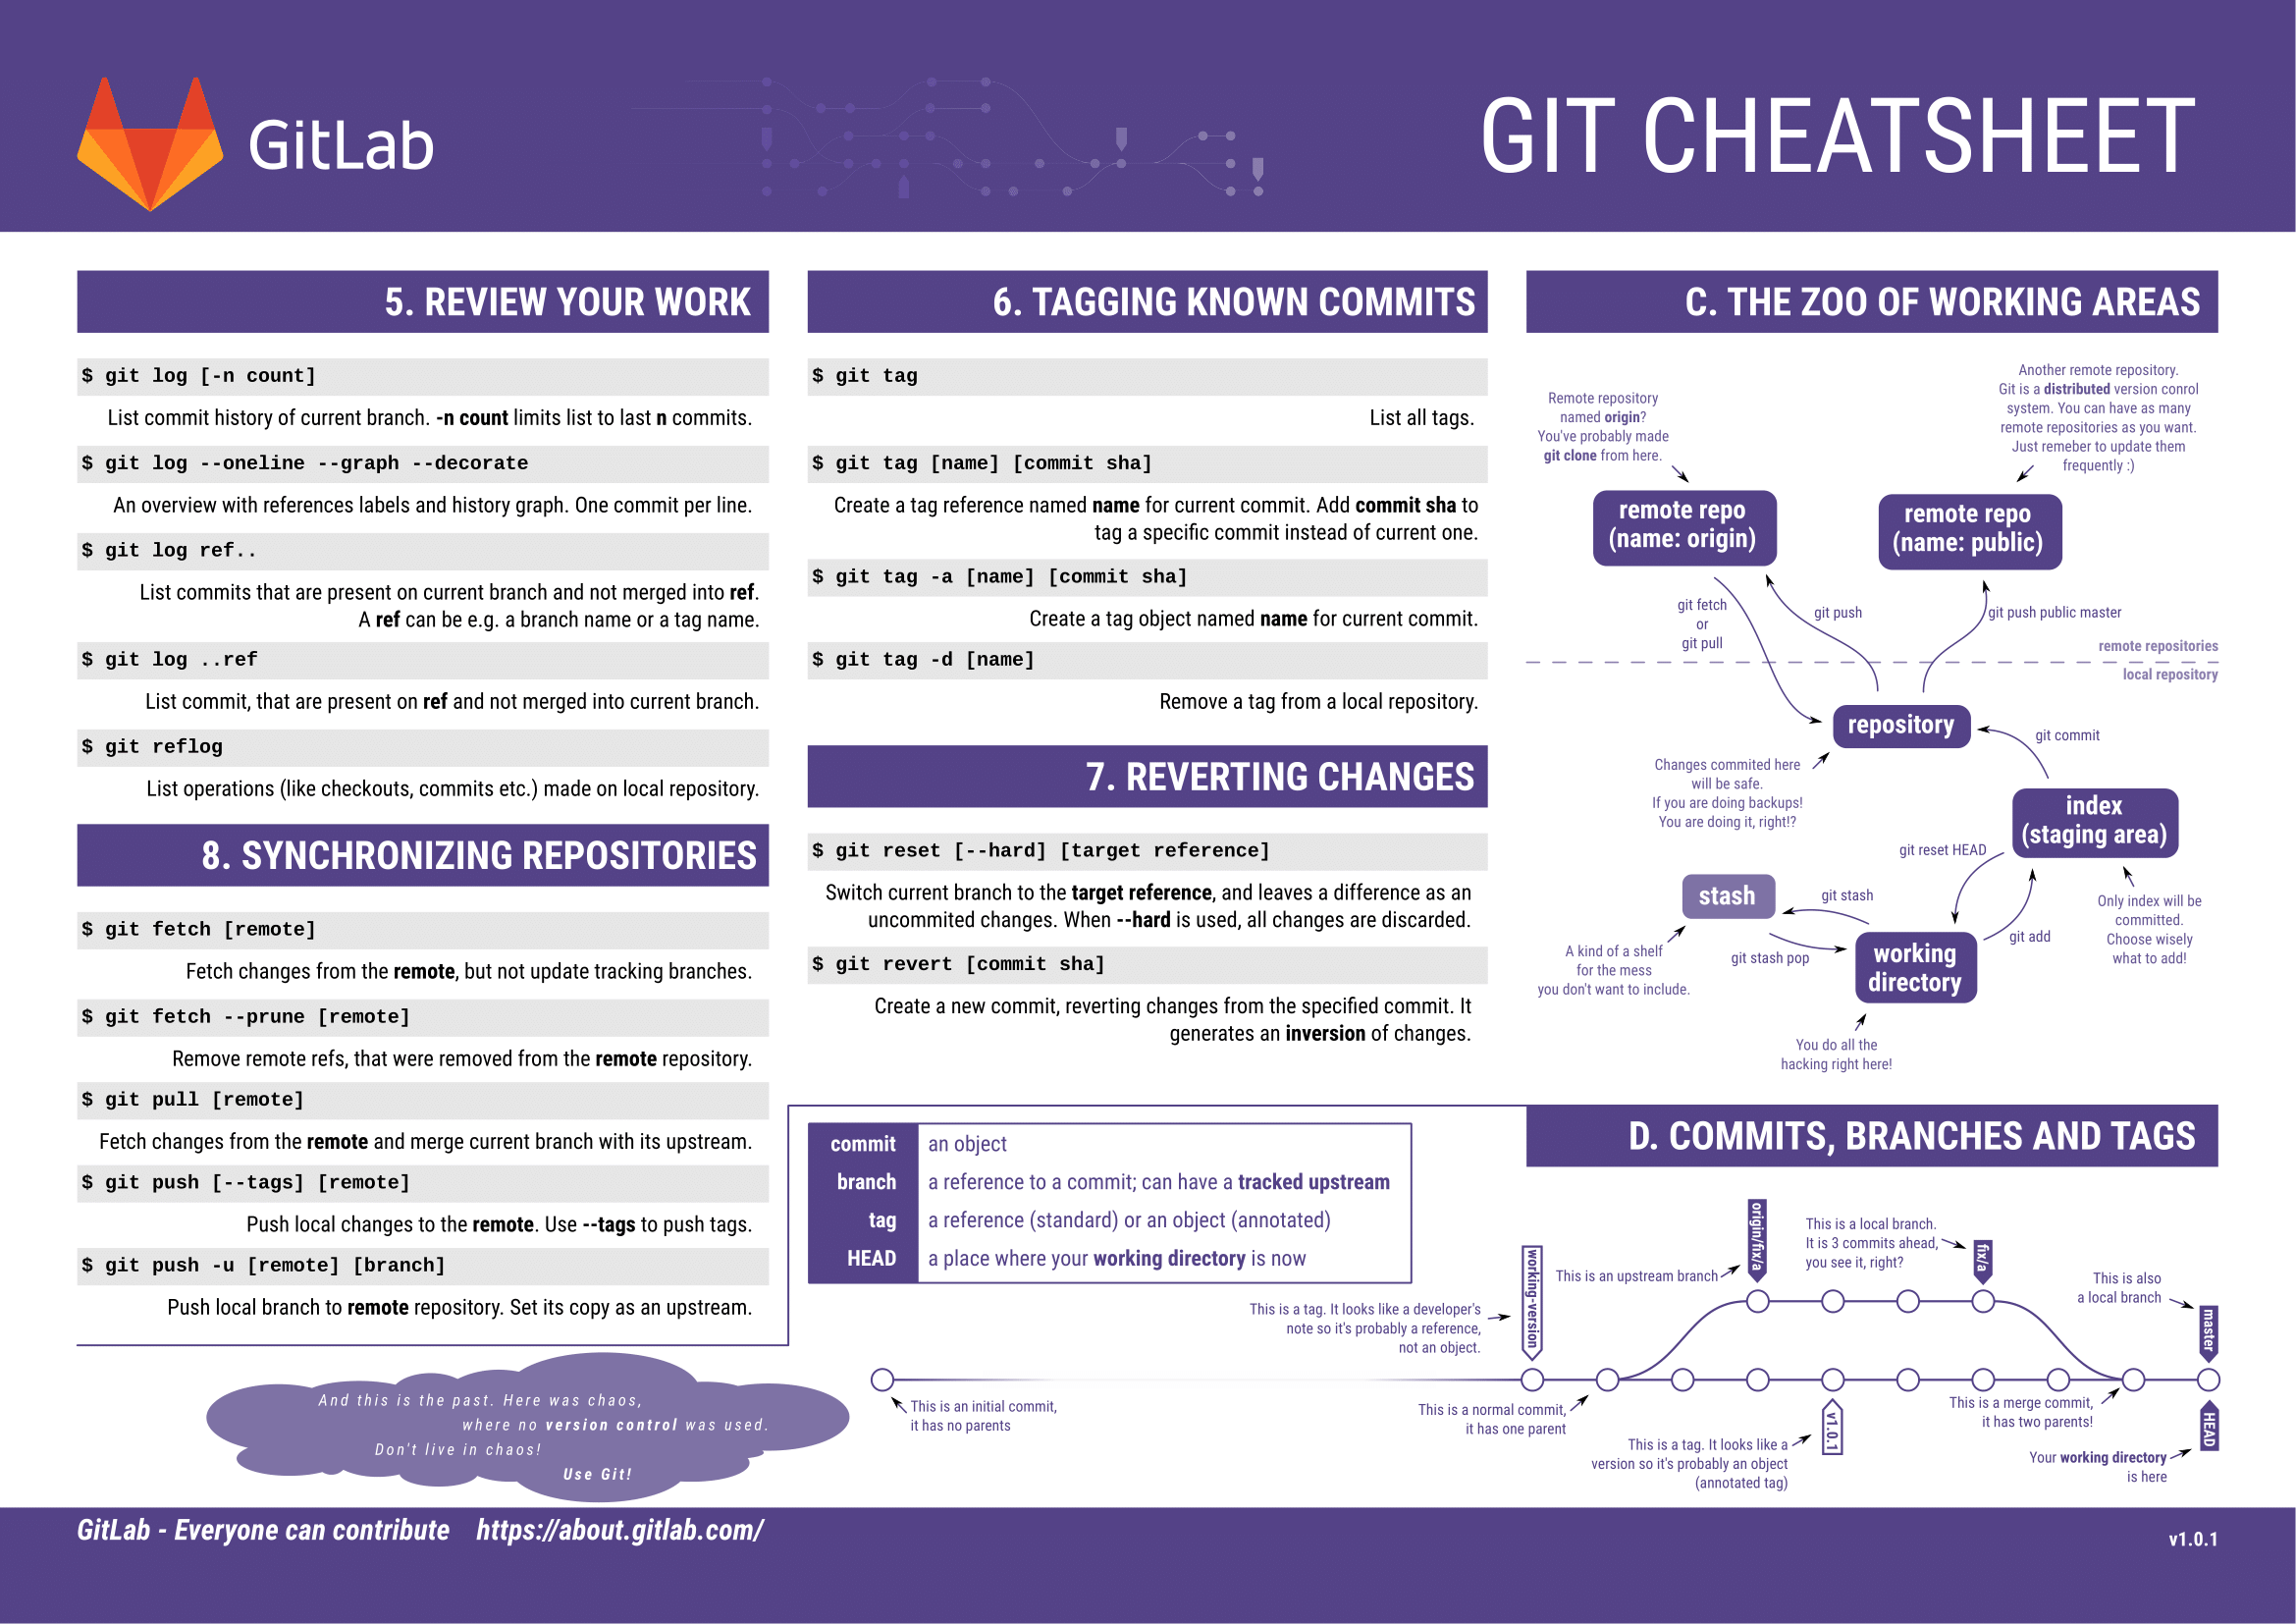 GitLab
GIT CHEATSHEET
5. REVIEW YOUR WORK
$ git log [-n count]
List commit history of current branch. -n count limits list to last n commits.
$ git log --oneline --graph --decorate
An overview with references labels and history graph. One commit per line.
$ git log ref..
List commits that are present on current branch and not merged into ref.
A ref can be e.g. a branch name or a tag name.
$ git log ..ref
List commit, that are present on ref and not merged into current branch.
$ git reflog
List operations (like checkouts, commits etc.) made on local repository.
8. SYNCHRONIZING REPOSITORIES
$ git fetch [remote]
Fetch changes from the remote, but not update tracking branches.
$ git fetch --prune [remote]
Remove remote refs, that were removed from the remote repository.
$ git pull [remote]
Fetch changes from the remote and merge current branch with its upstream.
$ git push [--tags] [remote]
Push local changes to the remote. Use --tags to push tags.
$ git push -u [remote] [branch]
Push local branch to remote repository. Set its copy as an upstream.
6. TAGGING KNOWN COMMITS
$ git tag
List all tags.
$ git tag [name] [commit sha]
Create a tag reference named name for current commit. Add commit sha to
tag a specific commit instead of current one.
$ git tag -a [name] [commit sha]
Create a tag object named name for current commit.
$ git tag -d [name]
Remove a tag from a local repository.
7. REVERTING CHANGES
$ git reset [--hard] [target reference]
Switch current branch to the target reference, and leaves a difference as an
uncommited changes. When --hard is used, all changes are discarded.
$ git revert [commit sha]
Create a new commit, reverting changes from the specified commit. It
generates an inversion of changes.
C. THE ZOO OF WORKING AREAS
Remote repository
named origin?
You've probably made
git clone from here.
Another remote repository.
Git is a distributed version conrol
system. You can have as many
remote repositories as you want.
Just remeber to update them
frequently :)
remote repo
(name: origin)
remote repo
(name: public)
git fetch
or
git pull
git push
git push public master
remote repositories
local repository
repository
git commit
Changes commited here
will be safe.
If you are doing backups!
You are doing it, right!?
index
(staging area)
git reset HEAD
stash
git stash
git add
Only index will be
committed.
Choose wisely
what to add!
A kind of a shelf
for the mess
you don't want to include.
git stash pop
working
directory
You do all the
hacking right here!
D. COMMITS, BRANCHES AND TAGS
commit an object
branch a reference to a commit; can have a tracked upstream
tag a reference (standard) or an object (annotated)
HEAD a place where your working directory is now
This is a tag. It looks like a developer's
note so it's probably a reference,
not an object.
working-version
This is an upstream branch
origin/fix/a
This is a local branch.
It is 3 commits ahead,
you see it, right?
fix/a
This is also
a local branch
master
This is an initial commit,
it has no parents
This is a normal commit,
it has one parent
This is a tag. It looks like a
version so it's probably an object
(annotated tag)
v1.0.1
This is a merge commit,
it has two parents!
Your working directory
is here
HEAD
And this is the past. Here was chaos,
where no version control was used.
Don't live in chaos!
Use Git!
GitLab - Everyone can contribute https://about.gitlab.com/
v1.0.1